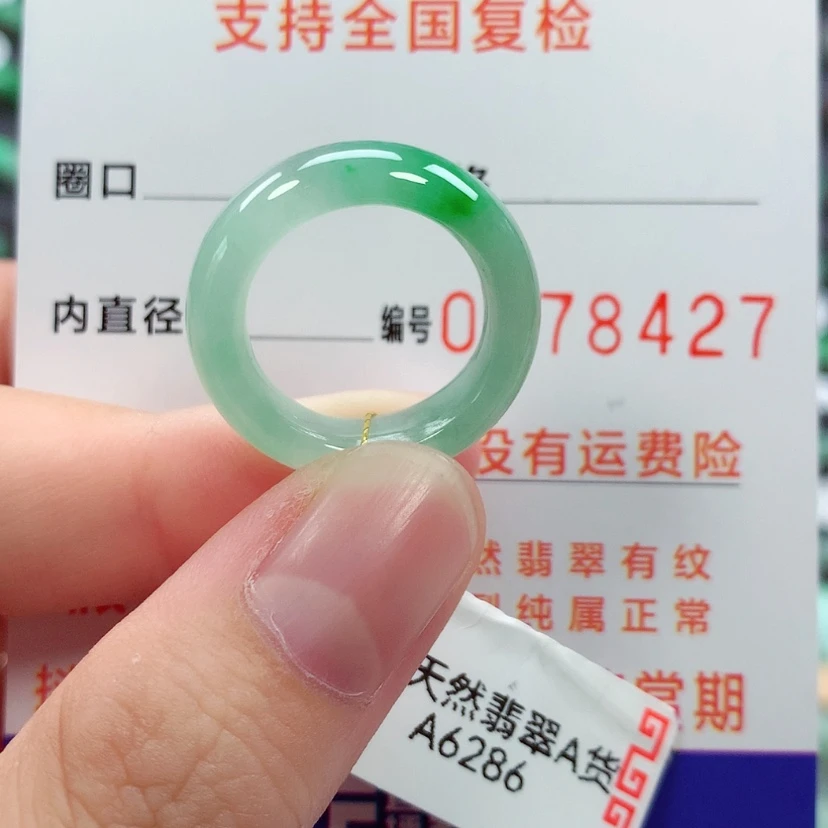 支持全国复检
圈口
内直径 编号0 78427
没有运费险
然翡翠有纹
纯属正常
期
天然翡翠A货
A6286